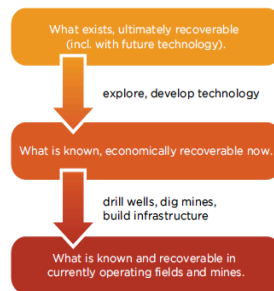 What exists, ultimately recoverable
(incl. with future technology).
explore, develop technology
What is known, economically recoverable now.
drill wells, dig mines,
build infrastructure
What is known and recoverable in
currently operating fields and mines.